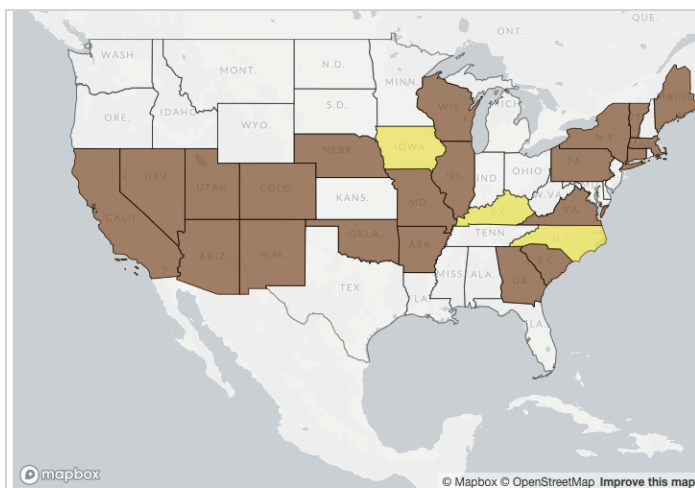 QUE.
ONT.
WASH.
MONT.
N.D.
MINN.
ORE.
IDAHO
S.D.
WIS.
MICH
MAINE
WYO.
N.Y.
NEBR.
IOWA
PA.
NEV.
UTAH
COLO.
ILL.
IND.
OHIO
KANS.
MO.
W.VA.
VA.
CALIF.
KY.
ARIZ
N.M.
OKLA.
ARK.
TENN.
N.C.
S.C.
MISS
ALA.
GA.
TEX.
LA.
FLA.
mapbox
© Mapbox © OpenStreetMap Improve this map